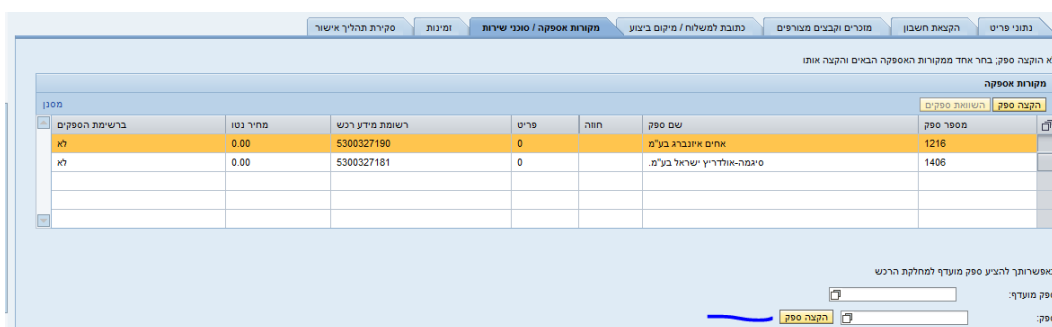 נתוני פריט הקצאת חשבון מזכרים וקבצים מצורפים כתובת למשלוח / מיקום ביצוע מקורות אספקה / סוכני שירות זמינות סקירת תהליך אישור
לא הוקצה ספק; בחר אחד ממקורות האספקה הבאים והקצה אותו
מקורות אספקה
הקצה ספק השוואת ספקים מסנן
מספר ספק שם ספק חוזה פריט רשומת מידע רכש מחיר נטו ברשימת הספקים
1216 אחים איזנברג בע"מ 0 5300327190 0.00 לא
1406 סיגמה-אולדריץ ישראל בע"מ. 0 5300327181 0.00 לא
באפשרותך להציע ספק מועדף למחלקת הרכש
ספק מועדף:
ספק: הקצה ספק